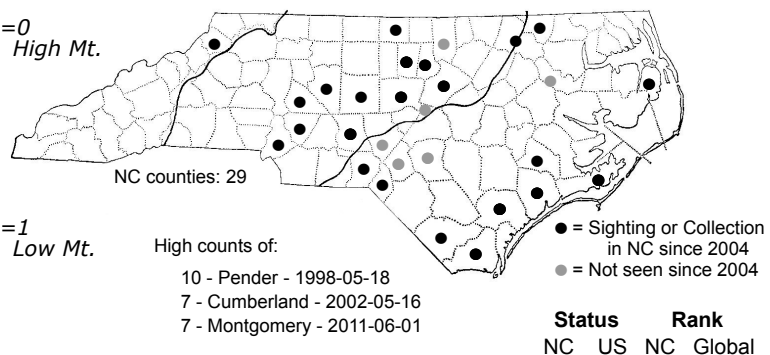 =0
High Mt.
NC counties: 29
=1
Low Mt.
High counts of:
10 - Pender - 1998-05-18
7 - Cumberland - 2002-05-16
7 - Montgomery - 2011-06-01
= Sighting or Collection
in NC since 2004
= Not seen since 2004
Status Rank
NC US NC Global